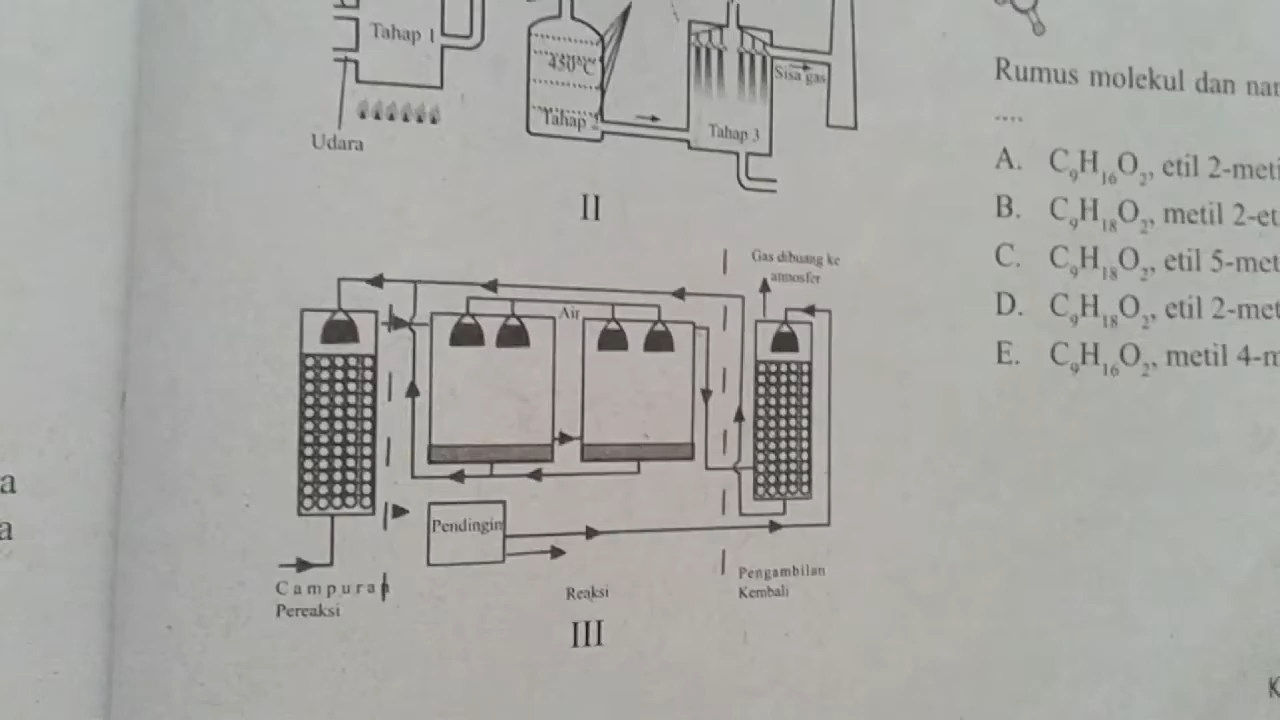 Tahap 1
450°C
Tahap 2
Sisa gas
Tahap 3
Udara
II
Gas dibuang ke
atmosfer
Air
Pendingin
Campuran
Pereaksi
Reaksi
Pengambilan
Kembali
III
Rumus molekul dan
....
A. C₉H₁₆O₂, etil 2-meti
B. C₉H₁₈O₂, metil 2-et
C. C₉H₁₈O₂, etil 5-met
D. C₉H₁₈O₂, etil 2-met
E. C₉H₁₆O₂, metil 4-m
a
a
K